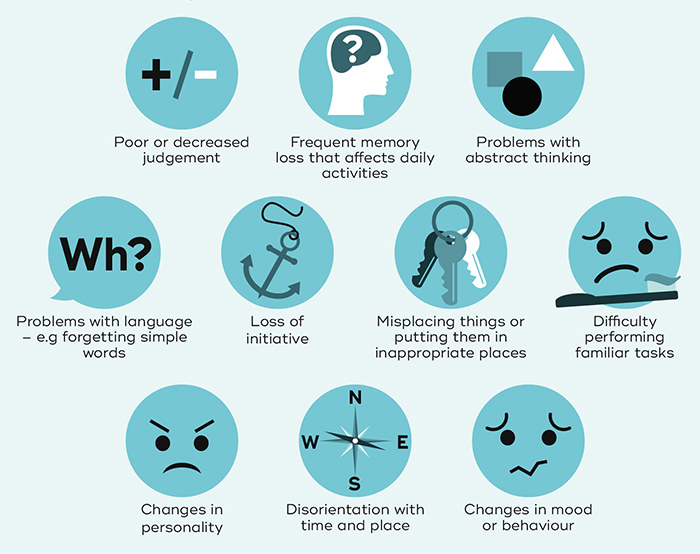 +/-
?
Poor or decreased
judgement
Frequent memory
loss that affects daily
activities
Problems with
abstract thinking
Wh?
Problems with language
– e.g forgetting simple
words
Loss of
initiative
Misplacing things or
putting them in
inappropriate places
Difficulty
performing
familiar tasks
N
W E
S
Changes in
personality
Disorientation with
time and place
Changes in mood
or behaviour